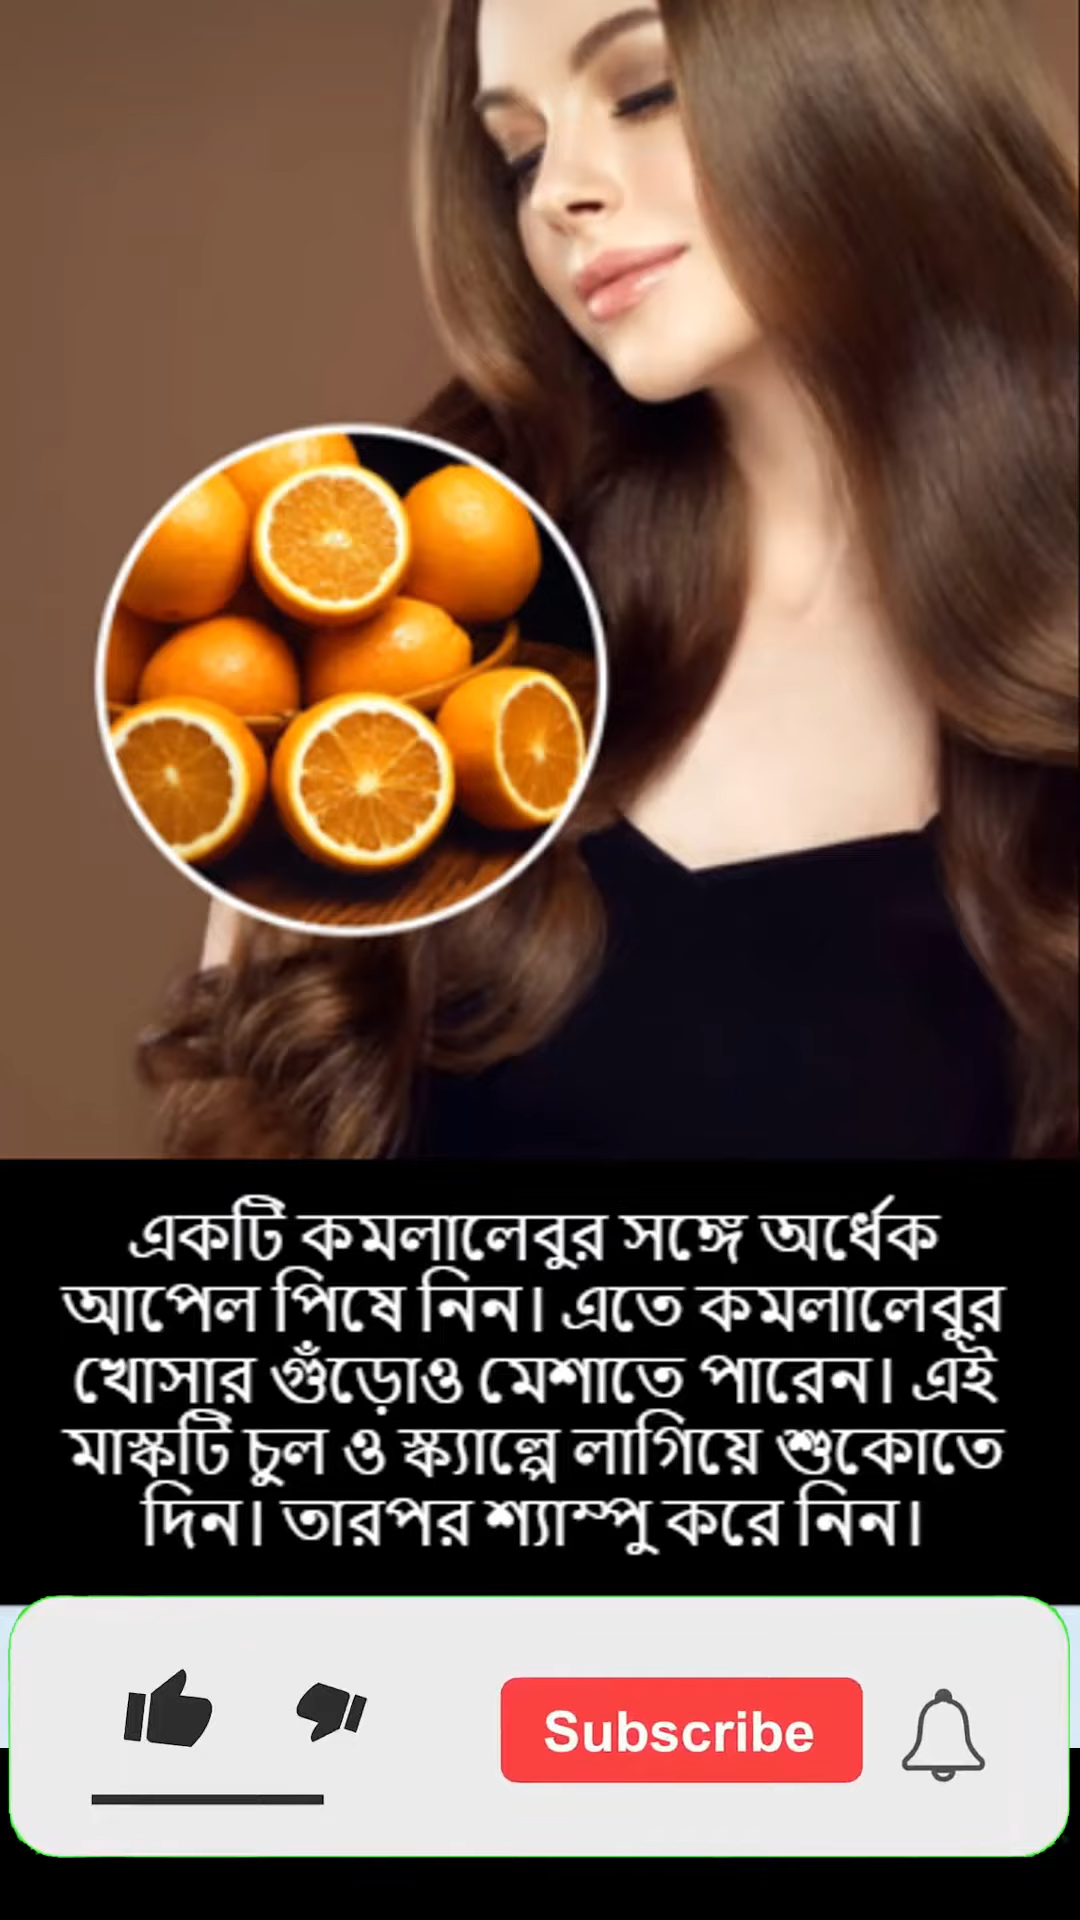 একটি কমলালেবুর সঙ্গে অর্ধেক
আপেল পিষে নিন। এতে কমলালেবুর
খোসার গুঁড়োও মেশাতে পারেন। এই
মাস্কটি চুল ও স্ক্যাল্পে লাগিয়ে শুকোতে
দিন। তারপর শ্যাম্পু করে নিন।
Subscribe